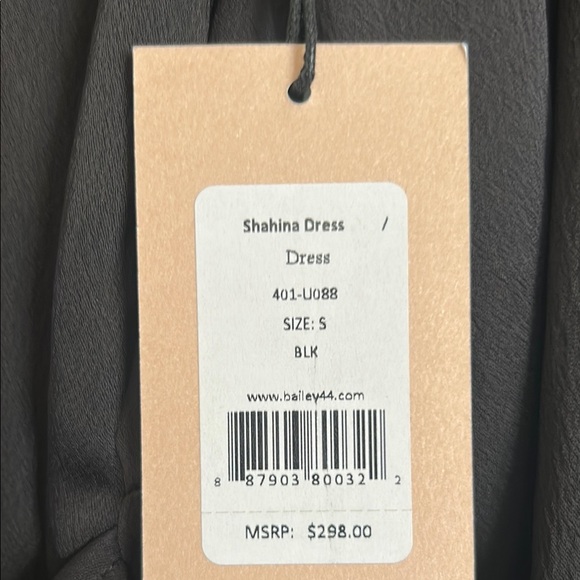 Shahina Dress /
Dress
401-U088
SIZE: S
BLK
www.bailey44.com
8 87903 80032 2
MSRP: $298.00